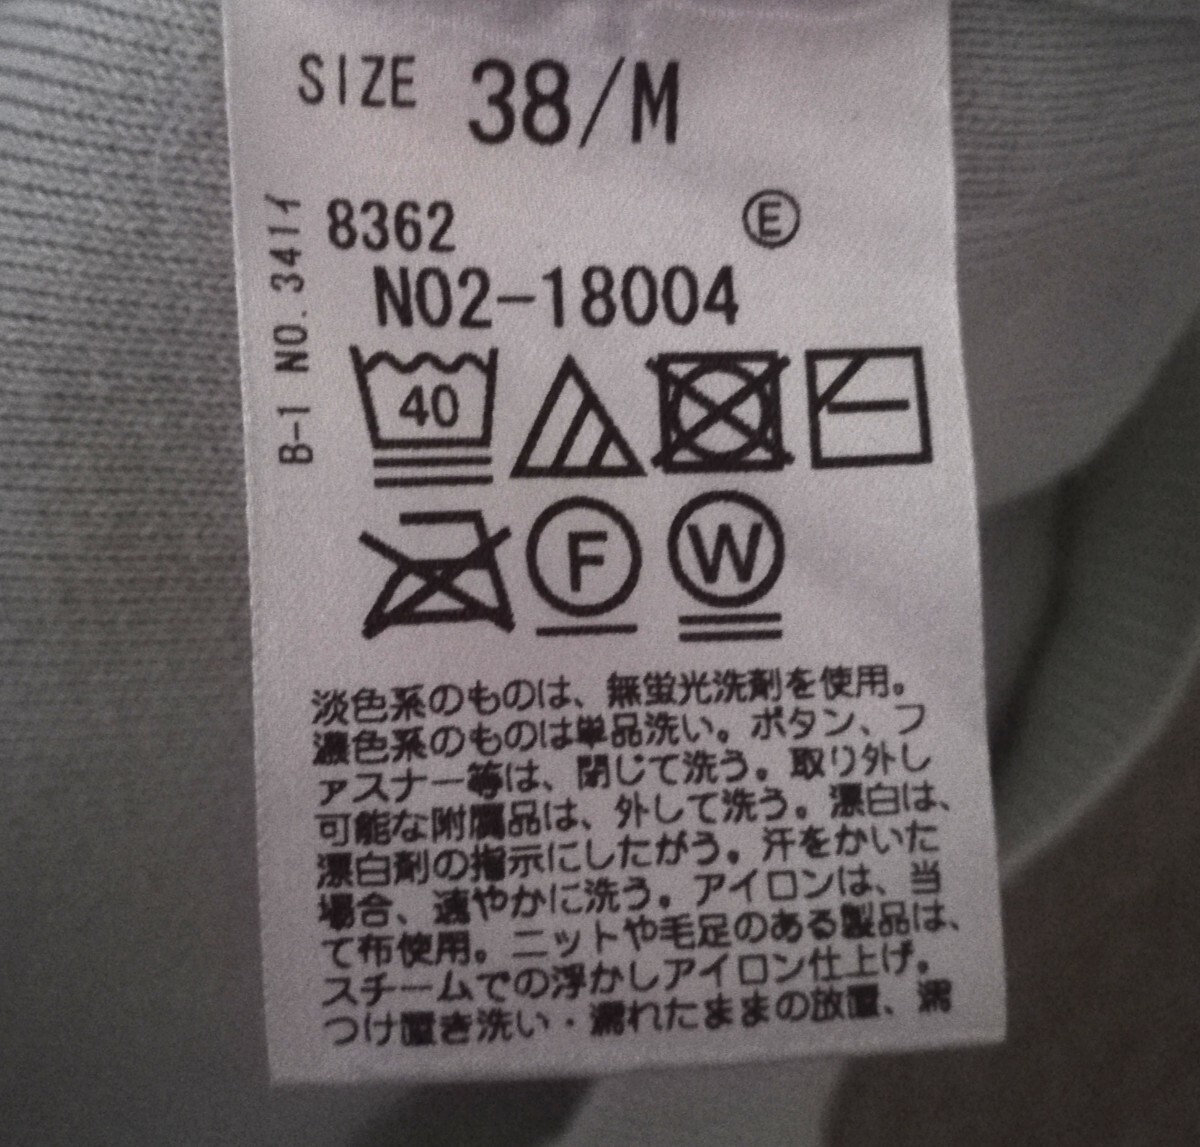 SIZE 38/M
8362 Ⓔ
N02-18004
B-1 NO.341イ
40
F W
淡色系のものは、無蛍光洗剤を使用。
濃色系のものは単品洗い。ボタン、フ
ァスナー等は、閉じて洗う。取り外し
可能な附属品は、外して洗う。漂白は、
漂白剤の指示にしたがう。汗をかいた
場合、速やかに洗う。アイロンは、当
て布使用。ニットや毛足のある製品は、
スチームでの浮かしアイロン仕上げ。
つけ置き洗い・濡れたままの放置、濡